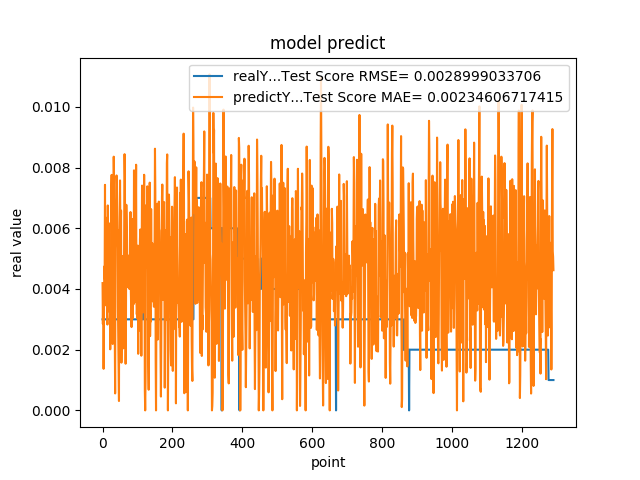 model predict
realY...Test Score RMSE= 0.0028999033706
predictY...Test Score MAE= 0.00234606717415
real value
0.010
0.008
0.006
0.004
0.002
0.000
0 200 400 600 800 1000 1200
point